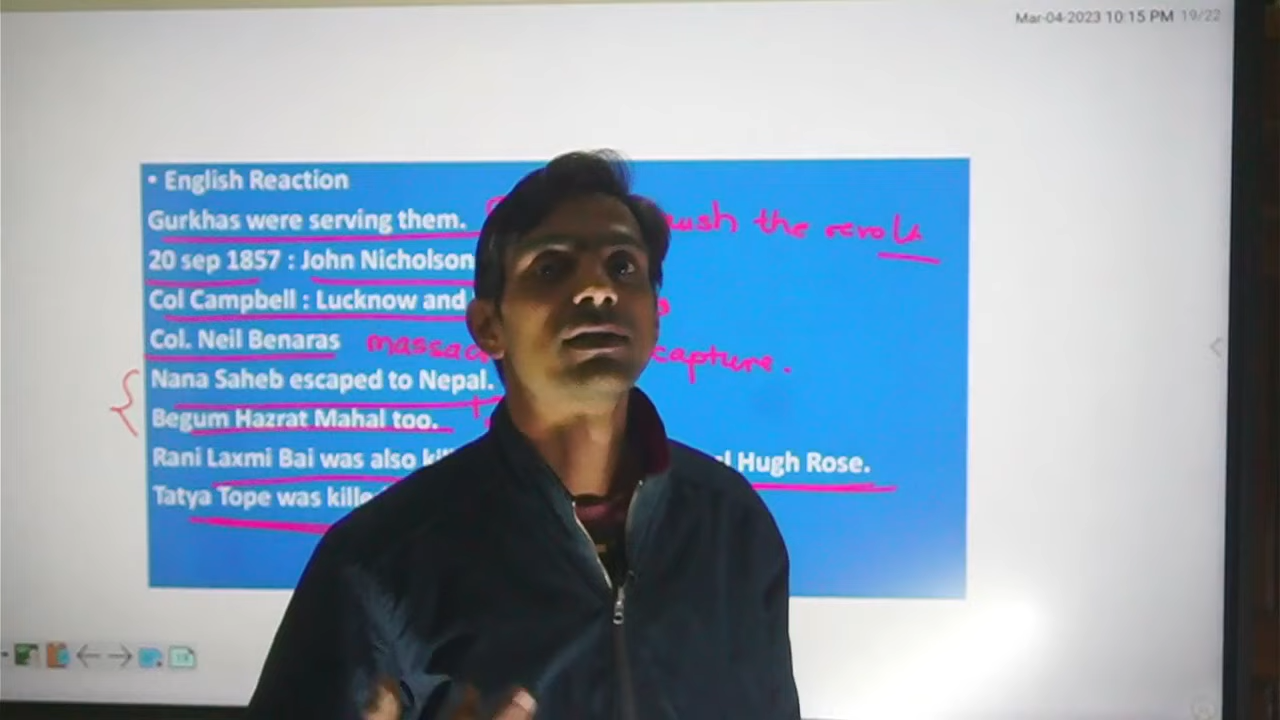 Mar-04-2023 10:15 PM 19/22
• English Reaction
Gurkhas were serving them. the revolt
20 sep 1857 : John Nicholson
Col Campbell : Lucknow and
Col. Neil Benaras capture.
Nana Saheb escaped to Nepal.
Begum Hazrat Mahal too.
Rani Laxmi Bai was also Hugh Rose.
Tatya Tope was